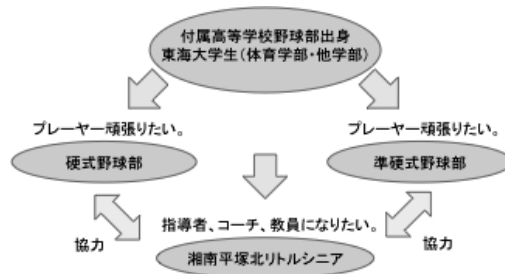 付属高等学校野球部出身
東海大学生(体育学部・他学部)
プレーヤー頑張りたい。
プレーヤー頑張りたい。
硬式野球部
準硬式野球部
指導者、コーチ、教員になりたい。
協力
協力
湘南平塚北リトルシニア